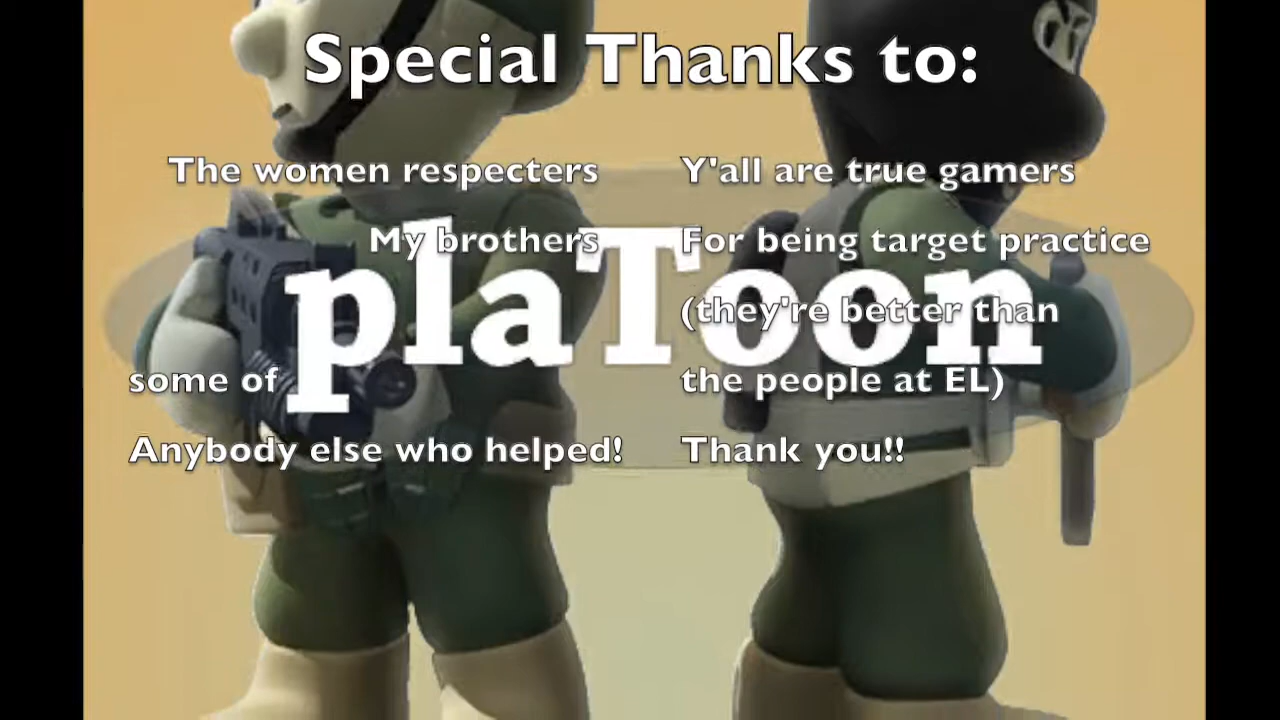 Special Thanks to:
The women respecters Y'all are true gamers
My brothers For being target practice
plaToon
(they're better than
some of the people at EL)
Anybody else who helped! Thank you!!